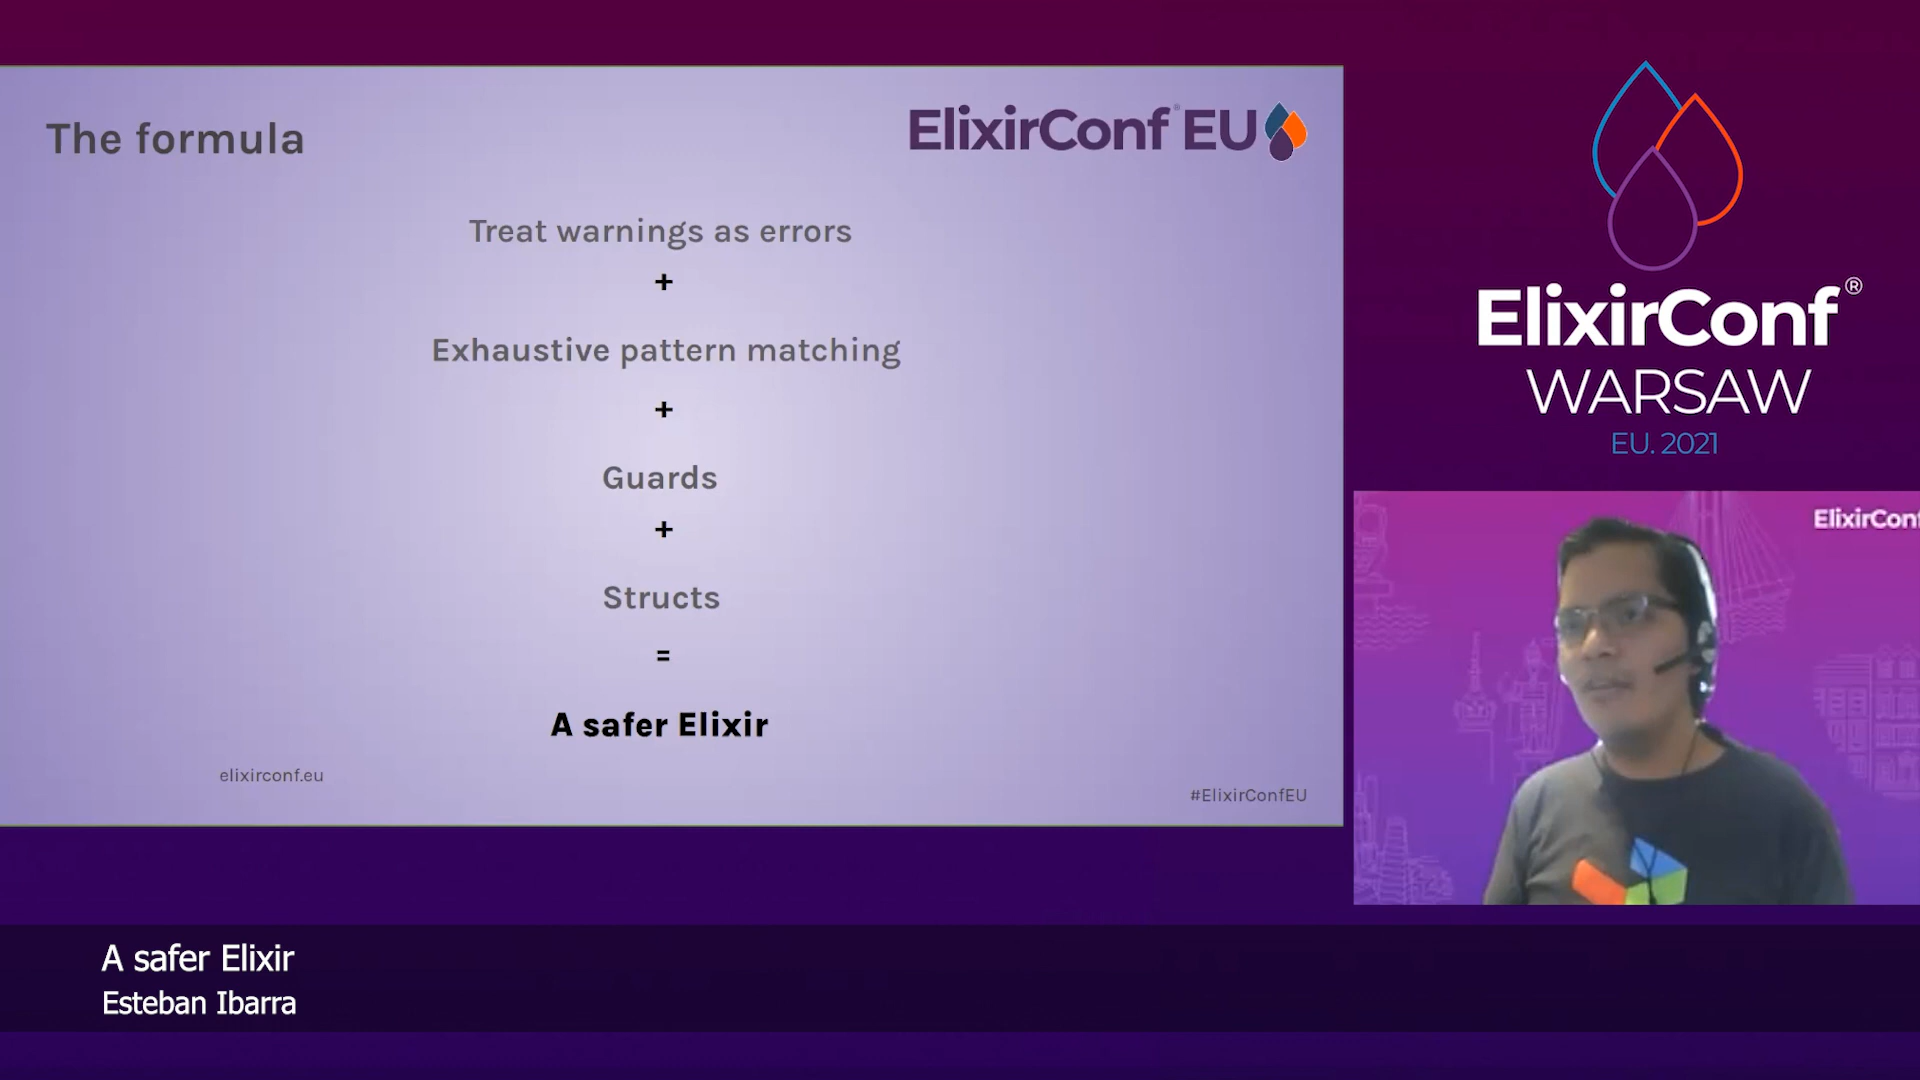 The formula
ElixirConf® EU
Treat warnings as errors
+
Exhaustive pattern matching
+
Guards
+
Structs
=
A safer Elixir
elixirconf.eu
#ElixirConfEU
ElixirConf®
WARSAW
EU. 2021
ElixirConf
A safer Elixir
Esteban Ibarra